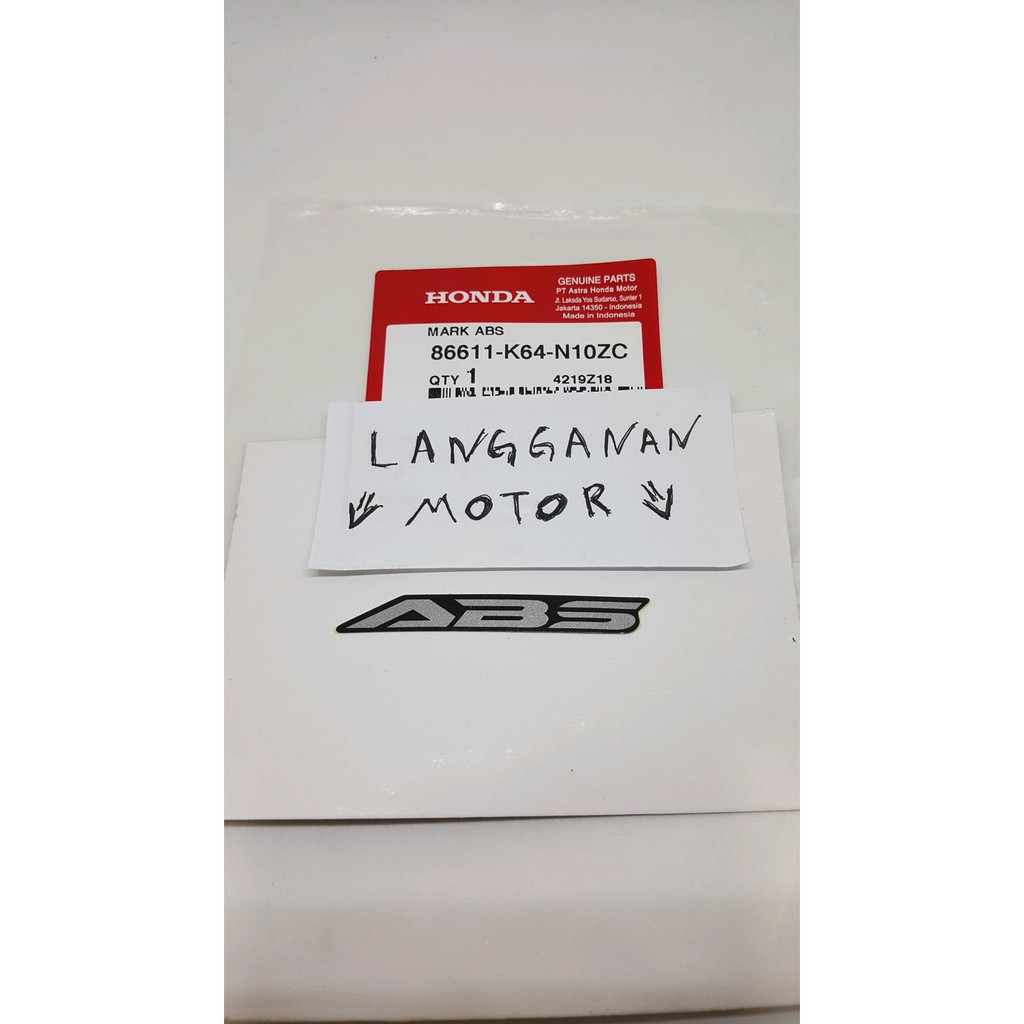 HONDA
GENUINE PARTS
PT Astra Honda Motor
Jl. Laksda Yos Sudarso, Sunter 1
Jakarta 14350 - Indonesia
Made in Indonesia
MARK ABS
86611-K64-N10ZC
QTY 1 4219Z18
LANGGANAN
MOTOR
ABS